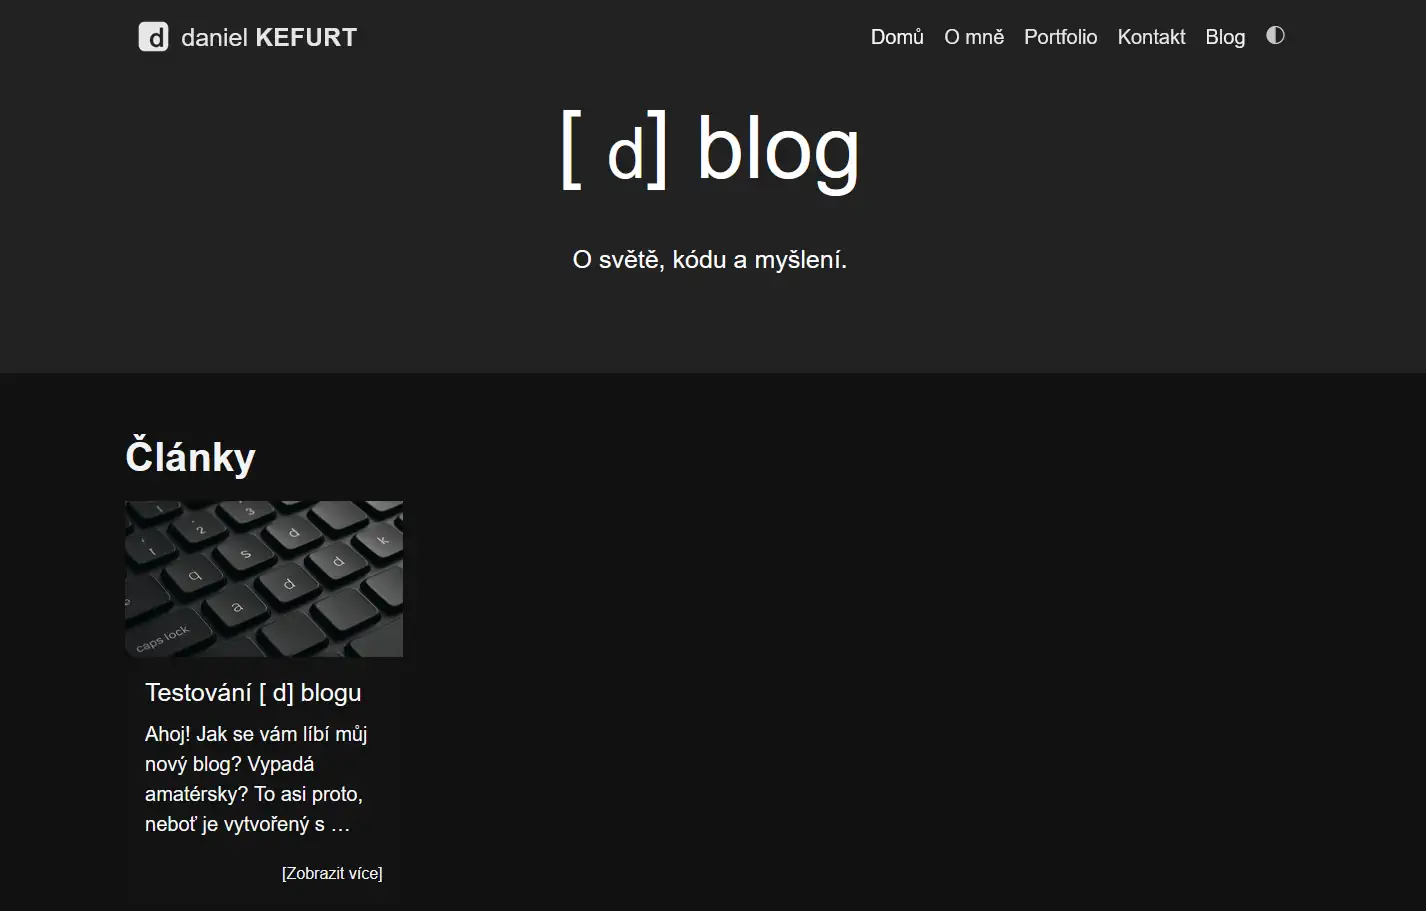 d daniel KEFURT
Domů O mně Portfolio Kontakt Blog
[ d] blog
O světě, kódu a myšlení.
Články
1 2 3
t q s d d k
a
caps lock
Testování [ d] blogu
Ahoj! Jak se vám líbí můj
nový blog? Vypadá
amatérsky? To asi proto,
neboť je vytvořený s …
[Zobrazit více]